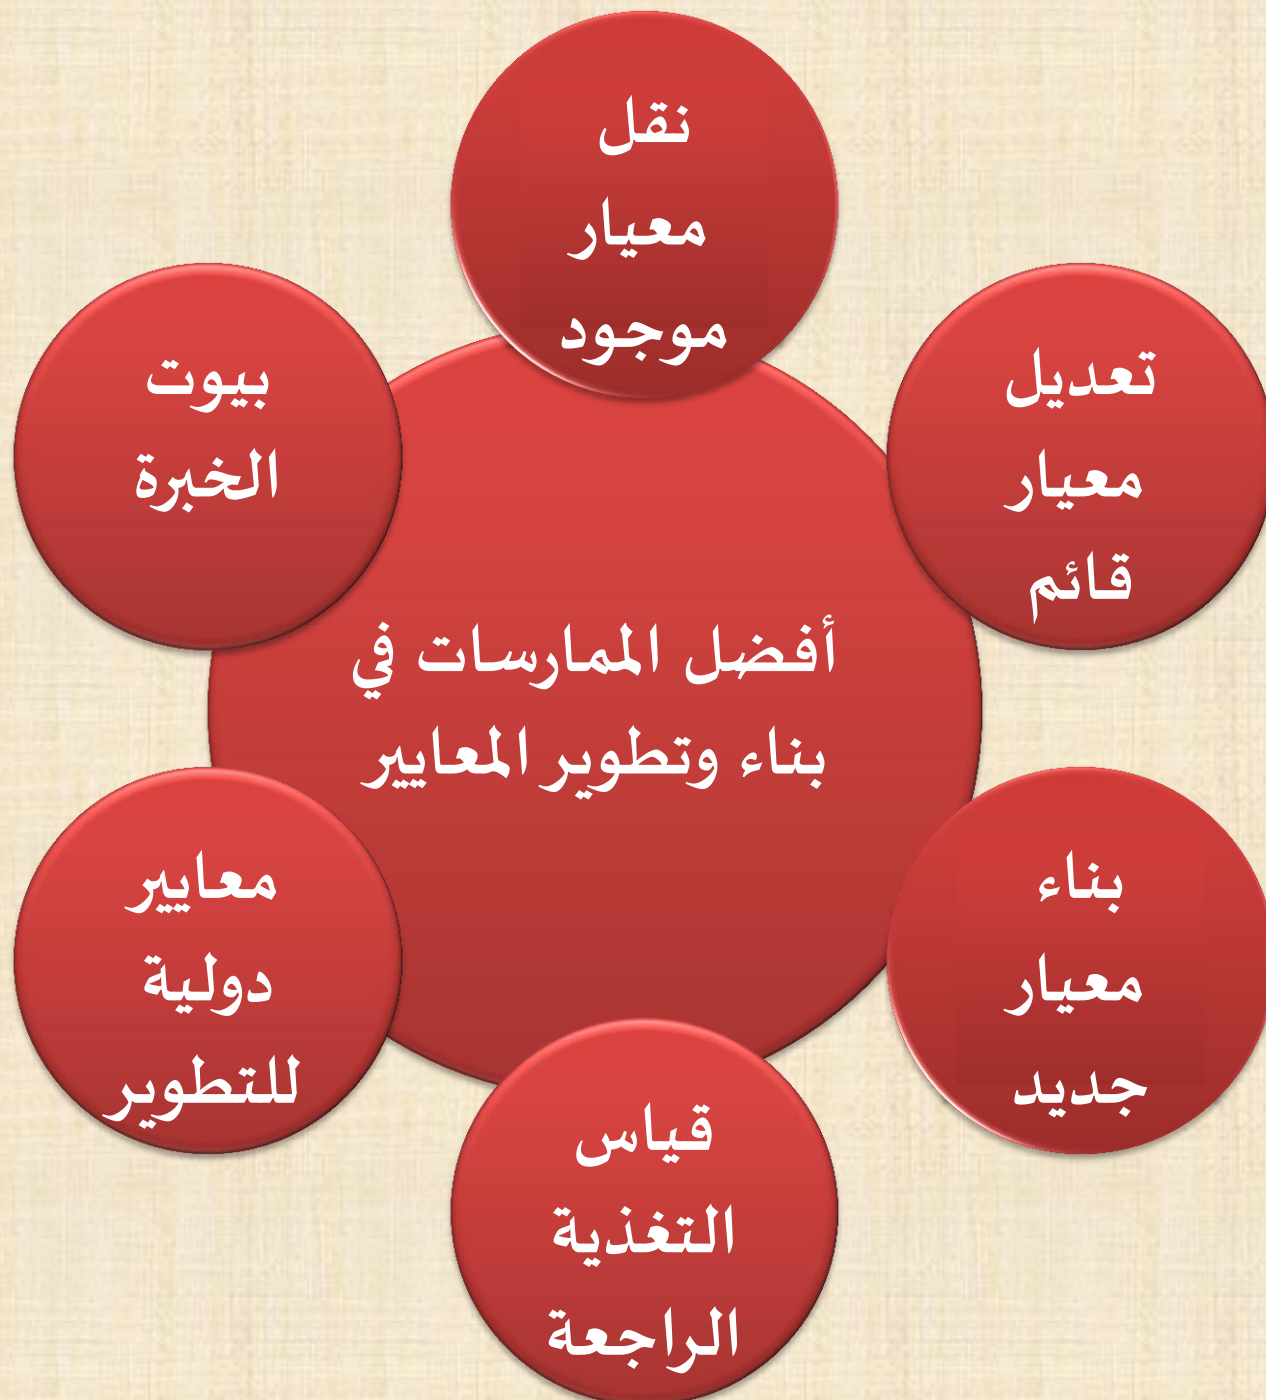 نقل
معيار
موجود
تعديل
معيار
قائم
بناء
معيار
جديد
قياس
التغذية
الراجعة
معايير
دولية
للتطوير
بيوت
الخبرة
أفضل الممارسات في
بناء وتطوير المعايير